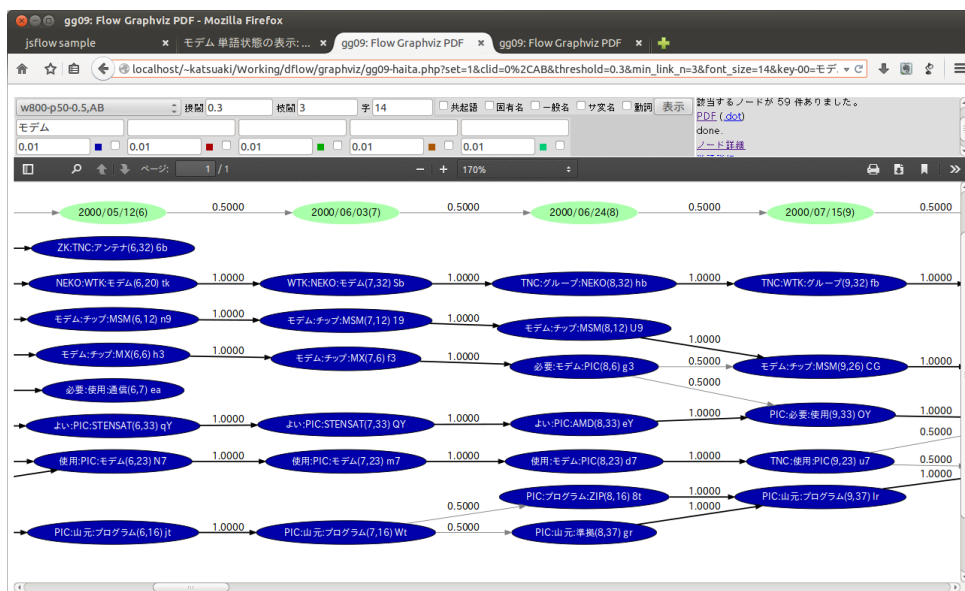 gg09: Flow Graphviz PDF - Mozilla Firefox
jsflow sample × モデム 単語状態の表示: ... × gg09: Flow Graphviz PDF × gg09: Flow Graphviz PDF ×
localhost/~katsuaki/Working/dflow/graphviz/gg09-haita.php?set=1&clid=0%2CAB&threshold=0.3&min_link_n=3&font_size=14&key-00=モデ.
w800-p50-0.5,AB 接閾 0.3 枝閾 3 字 14 共起語 固有名 一般名 サ変名 動詞 表示
モデム
0.01 0.01 0.01 0.01 0.01
該当するノードが 59 件ありました。
PDF (.dot)
done.
ノード詳細
ページ: 1 / 1 170%
2000/05/12(6) 0.5000 2000/06/03(7) 0.5000 2000/06/24(8) 0.5000 2000/07/15(9) 0.5000
ZK:TNC:アンテナ(6,32) 6b
NEKO:WTK:モデム(6,20) tk 1.0000 WTK:NEKO:モデム(7,32) Sb 1.0000 TNC:グループ:NEKO(8,32) hb 1.0000 TNC:WTK:グループ(9,32) fb 1.0000
モデム:チップ:MSM(6,12) n9 1.0000 モデム:チップ:MSM(7,12) 19 1.0000 モデム:チップ:MSM(8,12) U9 1.0000
モデム:チップ:MX(6,6) h3 1.0000 モデム:チップ:MX(7,6) f3 1.0000 必要:モデム:PIC(8,6) g3 0.5000 モデム:チップ:MSM(9,26) CG 1.0000
0.5000
必要:使用:通信(6,7) ea
よい:PIC:STENSAT(6,33) qY 1.0000 よい:PIC:STENSAT(7,33) QY 1.0000 よい:PIC:AMD(8,33) eY 1.0000 PIC:必要:使用(9,33) OY 1.0000
使用:PIC:モデム(6,23) N7 1.0000 使用:PIC:モデム(7,23) m7 1.0000 使用:モデム:PIC(8,23) d7 1.0000 TNC:使用:PIC(9,23) u7 0.5000
0.5000
PIC:プログラム:ZIP(8,16) 8t 1.0000 PIC:山元:プログラム(9,37) lr 1.0000
PIC:山元:プログラム(6,16) jt 1.0000 PIC:山元:プログラム(7,16) Wt 0.5000
0.5000 PIC:山元:準拠(8,37) gr 1.0000